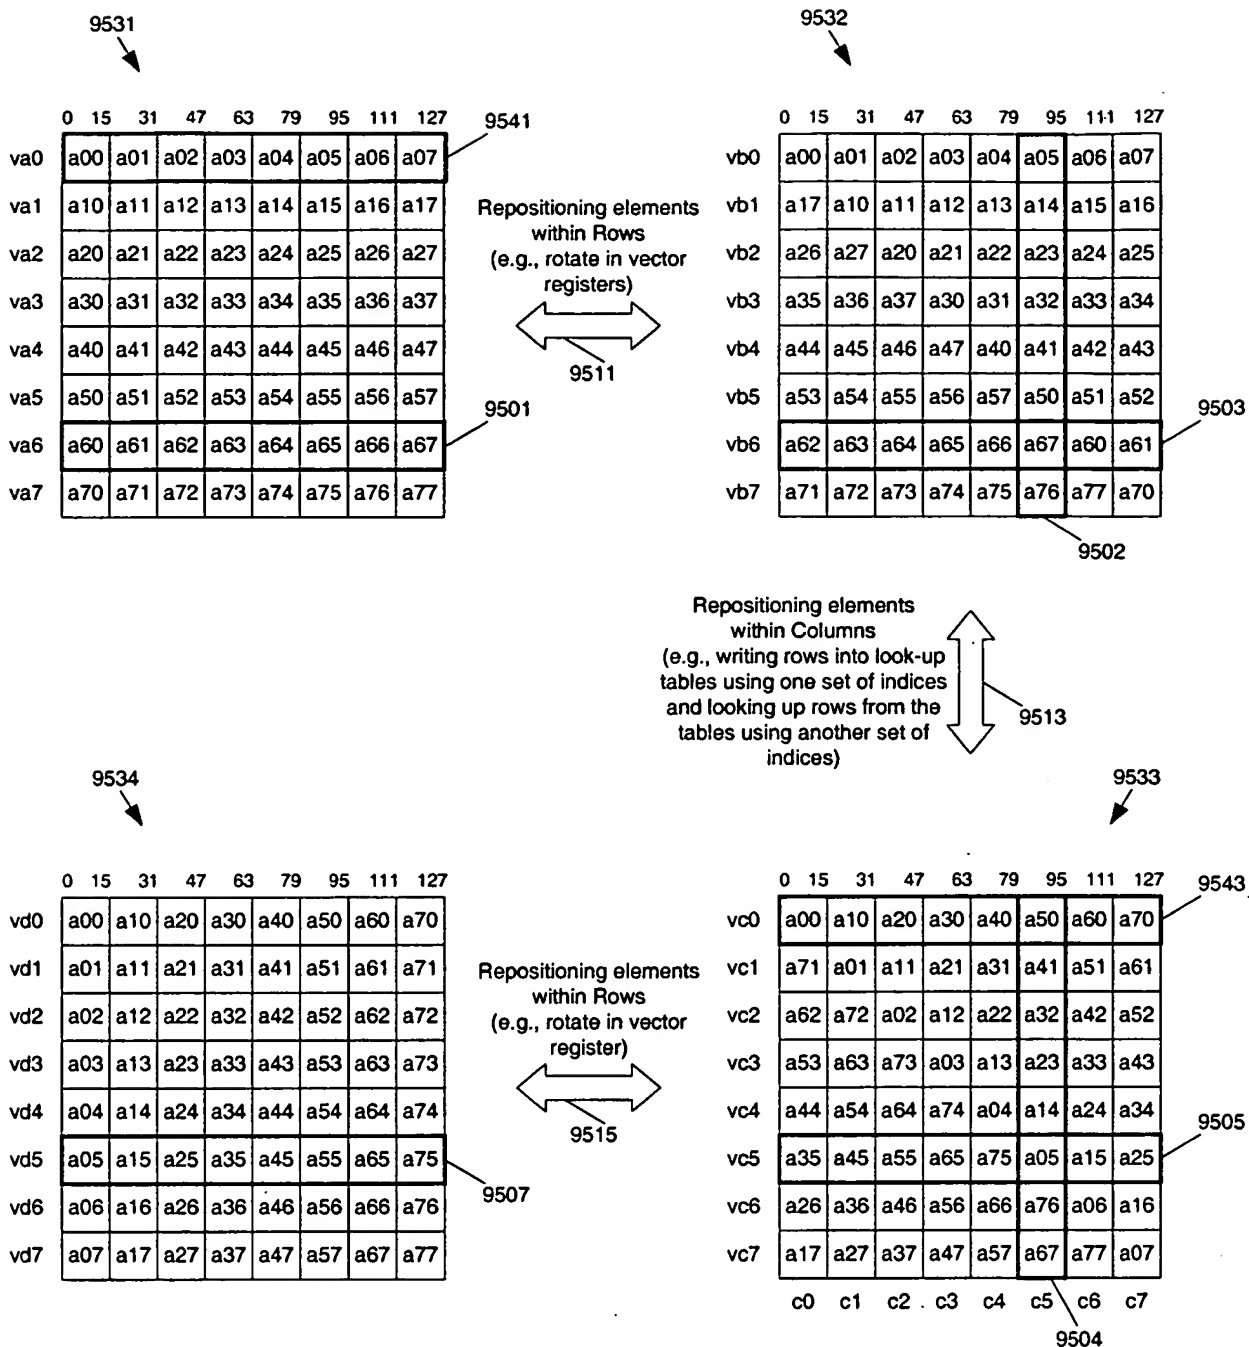 9531
9532
0 15 31 47 63 79 95 111 127
9541
va0 a00 a01 a02 a03 a04 a05 a06 a07
va1 a10 a11 a12 a13 a14 a15 a16 a17
va2 a20 a21 a22 a23 a24 a25 a26 a27
va3 a30 a31 a32 a33 a34 a35 a36 a37
va4 a40 a41 a42 a43 a44 a45 a46 a47
va5 a50 a51 a52 a53 a54 a55 a56 a57
9501
va6 a60 a61 a62 a63 a64 a65 a66 a67
va7 a70 a71 a72 a73 a74 a75 a76 a77
Repositioning elements
within Rows
(e.g., rotate in vector
registers)
9511
0 15 31 47 63 79 95 111 127
vb0 a00 a01 a02 a03 a04 a05 a06 a07
vb1 a17 a10 a11 a12 a13 a14 a15 a16
vb2 a26 a27 a20 a21 a22 a23 a24 a25
vb3 a35 a36 a37 a30 a31 a32 a33 a34
vb4 a44 a45 a46 a47 a40 a41 a42 a43
vb5 a53 a54 a55 a56 a57 a50 a51 a52
9503
vb6 a62 a63 a64 a65 a66 a67 a60 a61
vb7 a71 a72 a73 a74 a75 a76 a77 a70
9502
Repositioning elements
within Columns
(e.g., writing rows into look-up
tables using one set of indices
and looking up rows from the
tables using another set of
indices)
9513
9534
9533
0 15 31 47 63 79 95 111 127
vd0 a00 a10 a20 a30 a40 a50 a60 a70
vd1 a01 a11 a21 a31 a41 a51 a61 a71
vd2 a02 a12 a22 a32 a42 a52 a62 a72
vd3 a03 a13 a23 a33 a43 a53 a63 a73
vd4 a04 a14 a24 a34 a44 a54 a64 a74
vd5 a05 a15 a25 a35 a45 a55 a65 a75
9507
vd6 a06 a16 a26 a36 a46 a56 a66 a76
vd7 a07 a17 a27 a37 a47 a57 a67 a77
Repositioning elements
within Rows
(e.g., rotate in vector
register)
9515
0 15 31 47 63 79 95 111 127
9543
vc0 a00 a10 a20 a30 a40 a50 a60 a70
vc1 a71 a01 a11 a21 a31 a41 a51 a61
vc2 a62 a72 a02 a12 a22 a32 a42 a52
vc3 a53 a63 a73 a03 a13 a23 a33 a43
vc4 a44 a54 a64 a74 a04 a14 a24 a34
9505
vc5 a35 a45 a55 a65 a75 a05 a15 a25
vc6 a26 a36 a46 a56 a66 a76 a06 a16
vc7 a17 a27 a37 a47 a57 a67 a77 a07
c0 c1 c2 c3 c4 c5 c6 c7
9504